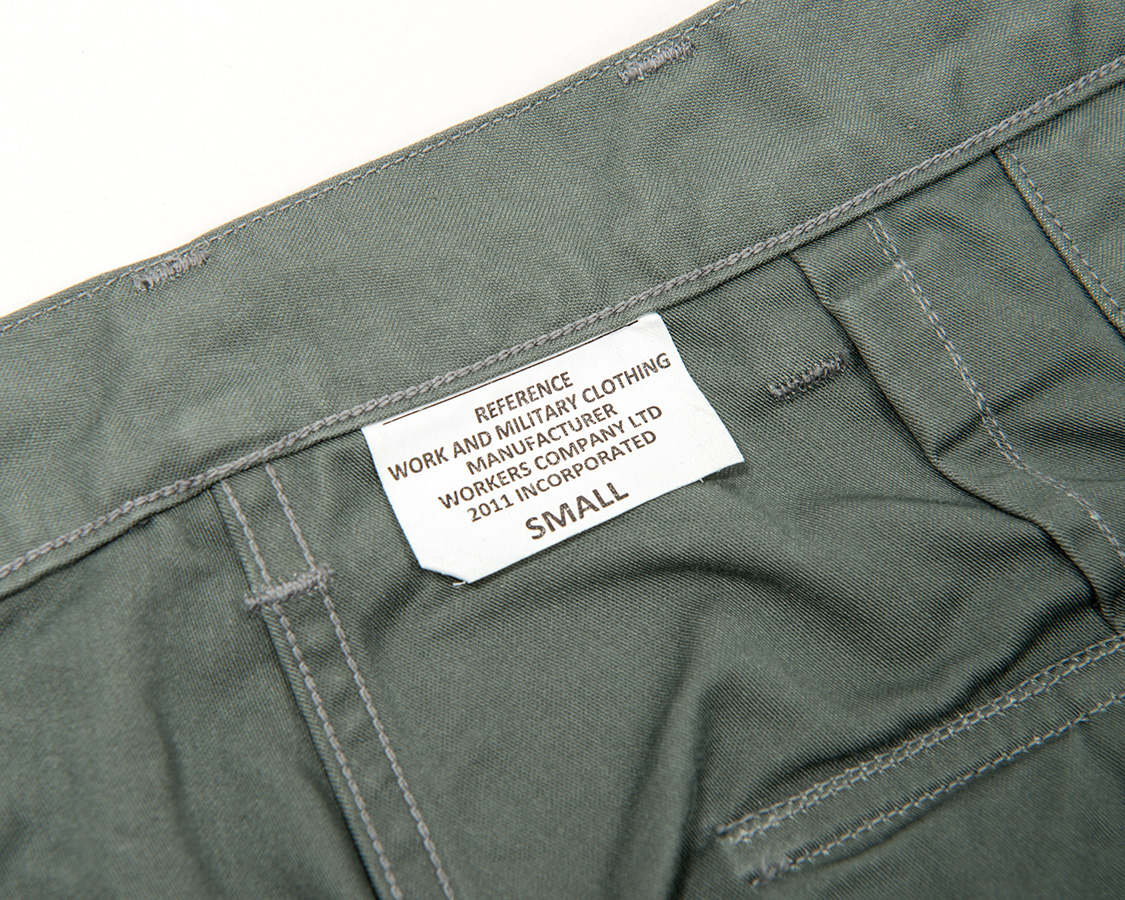 REFERENCE
WORK AND MILITARY CLOTHING
MANUFACTURER
WORKERS COMPANY LTD
2011 INCORPORATED
SMALL